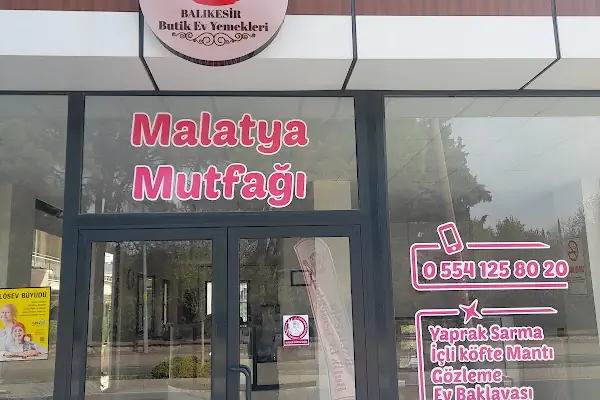 BALIKESİR
Butik Ev Yemekleri
Malatya
Mutfağı
0 554 125 80 20
Yaprak Sarma
İçli köfte Mantı
Gözleme
Ev Baklavası
LÖSEV BÜYÜDÜ